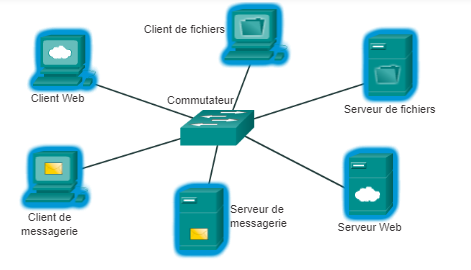 Client de fichiers
Client Web
Commutateur
Serveur de fichiers
Client de
messagerie
Serveur de
messagerie
Serveur Web